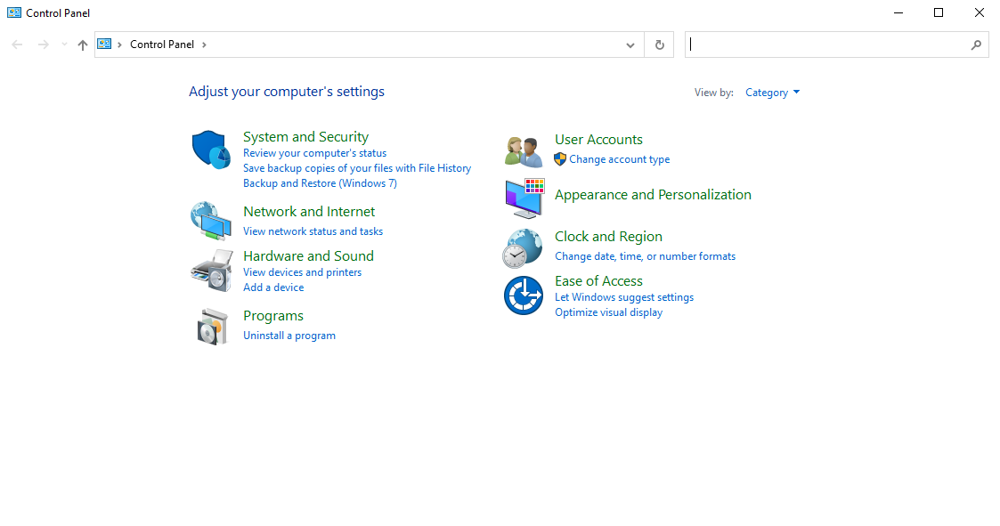 Control Panel
Control Panel
Adjust your computer's settings
View by: Category
System and Security
Review your computer's status
Save backup copies of your files with File History
Backup and Restore (Windows 7)
Network and Internet
View network status and tasks
Hardware and Sound
View devices and printers
Add a device
Programs
Uninstall a program
User Accounts
Change account type
Appearance and Personalization
Clock and Region
Change date, time, or number formats
Ease of Access
Let Windows suggest settings
Optimize visual display